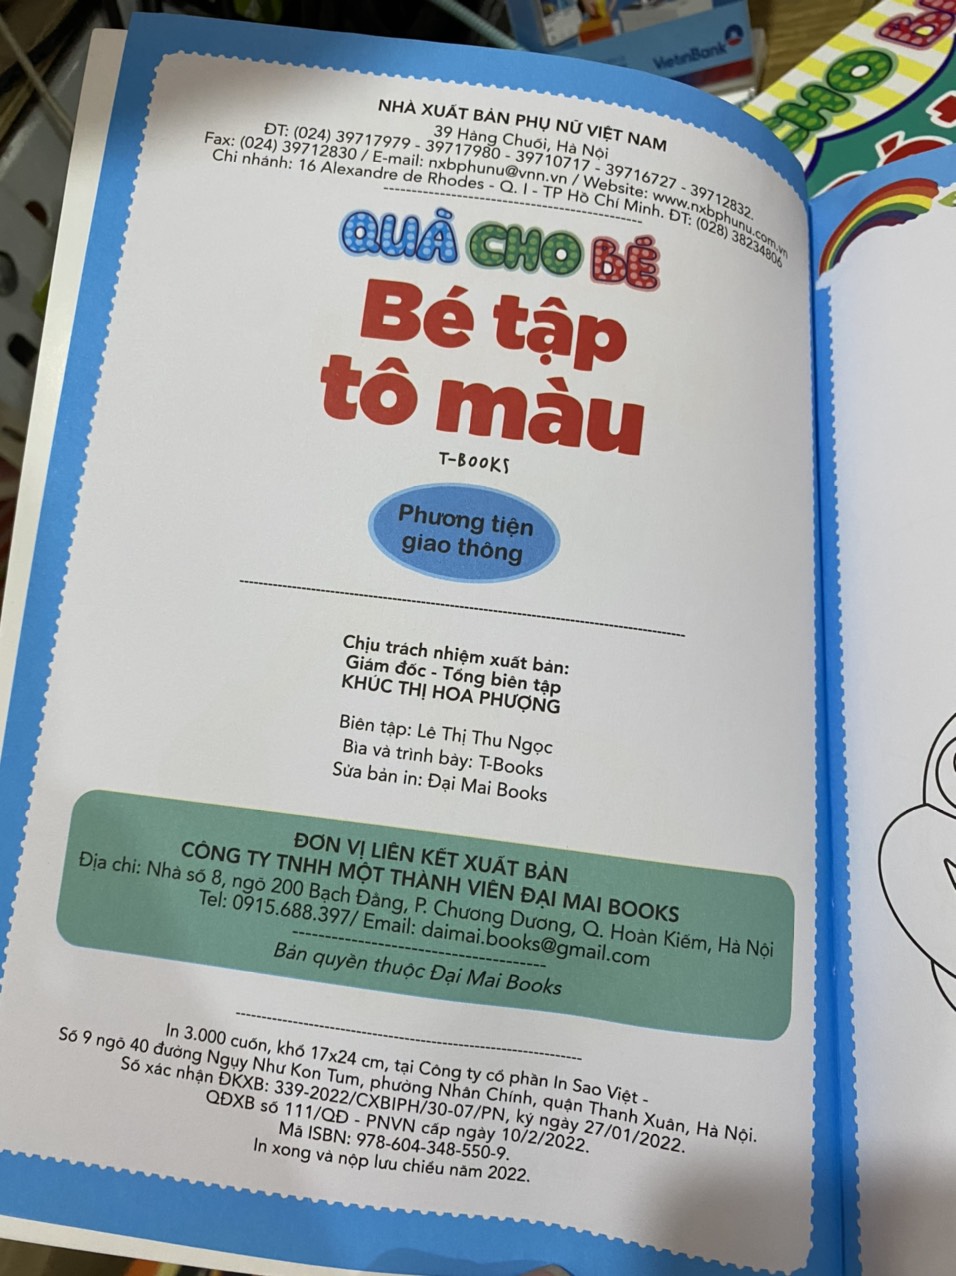 VietinBank
CHO BÉ
NHÀ XUẤT BẢN PHỤ NỮ VIỆT NAM
39 Hàng Chuối, Hà Nội
ĐT: (024) 39717979 - 39717980 - 39710717 - 39716727 - 39712832.
Fax: (024) 39712830 / E-mail: nxbphunu@vnn.vn / Website: www.nxbphunu.com.vn
Chi nhánh: 16 Alexandre de Rhodes - Q. I - TP Hồ Chí Minh. ĐT: (028) 38234806
QUÀ CHO BÉ
Bé tập
tô màu
T-BOOKS
Phương tiện
giao thông
Chịu trách nhiệm xuất bản:
Giám đốc - Tổng biên tập
KHÚC THỊ HOA PHƯỢNG
Biên tập: Lê Thị Thu Ngọc
Bìa và trình bày: T-Books
Sửa bản in: Đại Mai Books
ĐƠN VỊ LIÊN KẾT XUẤT BẢN
CÔNG TY TNHH MỘT THÀNH VIÊN ĐẠI MAI BOOKS
Địa chỉ: Nhà số 8, ngõ 200 Bạch Đằng, P. Chương Dương, Q. Hoàn Kiếm, Hà Nội
Tel: 0915.688.397/ Email: daimai.books@gmail.com
Bản quyền thuộc Đại Mai Books
In 3.000 cuốn, khổ 17x24 cm, tại Công ty cổ phần In Sao Việt -
Số 9 ngõ 40 đường Ngụy Như Kon Tum, phường Nhân Chính, quận Thanh Xuân, Hà Nội.
Số xác nhận ĐKXB: 339-2022/CXBIPH/30-07/PN, ký ngày 27/01/2022.
QĐXB số 111/QĐ - PNVN cấp ngày 10/2/2022.
Mã ISBN: 978-604-348-550-9.
In xong và nộp lưu chiểu năm 2022.